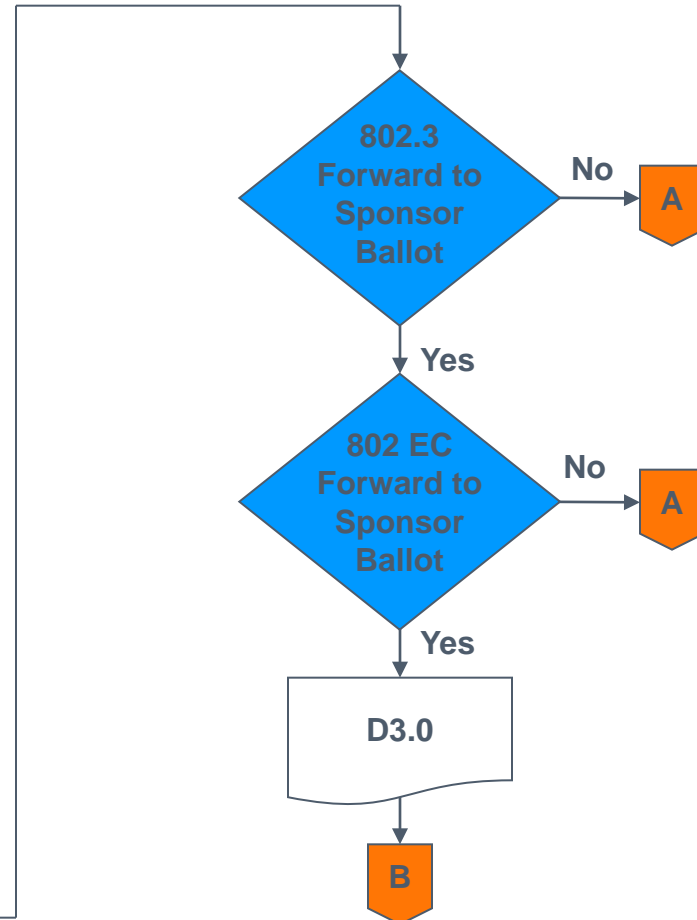 802.3
Forward to
Sponsor
Ballot
No
A
Yes
802 EC
Forward to
Sponsor
Ballot
No
A
Yes
D3.0
B